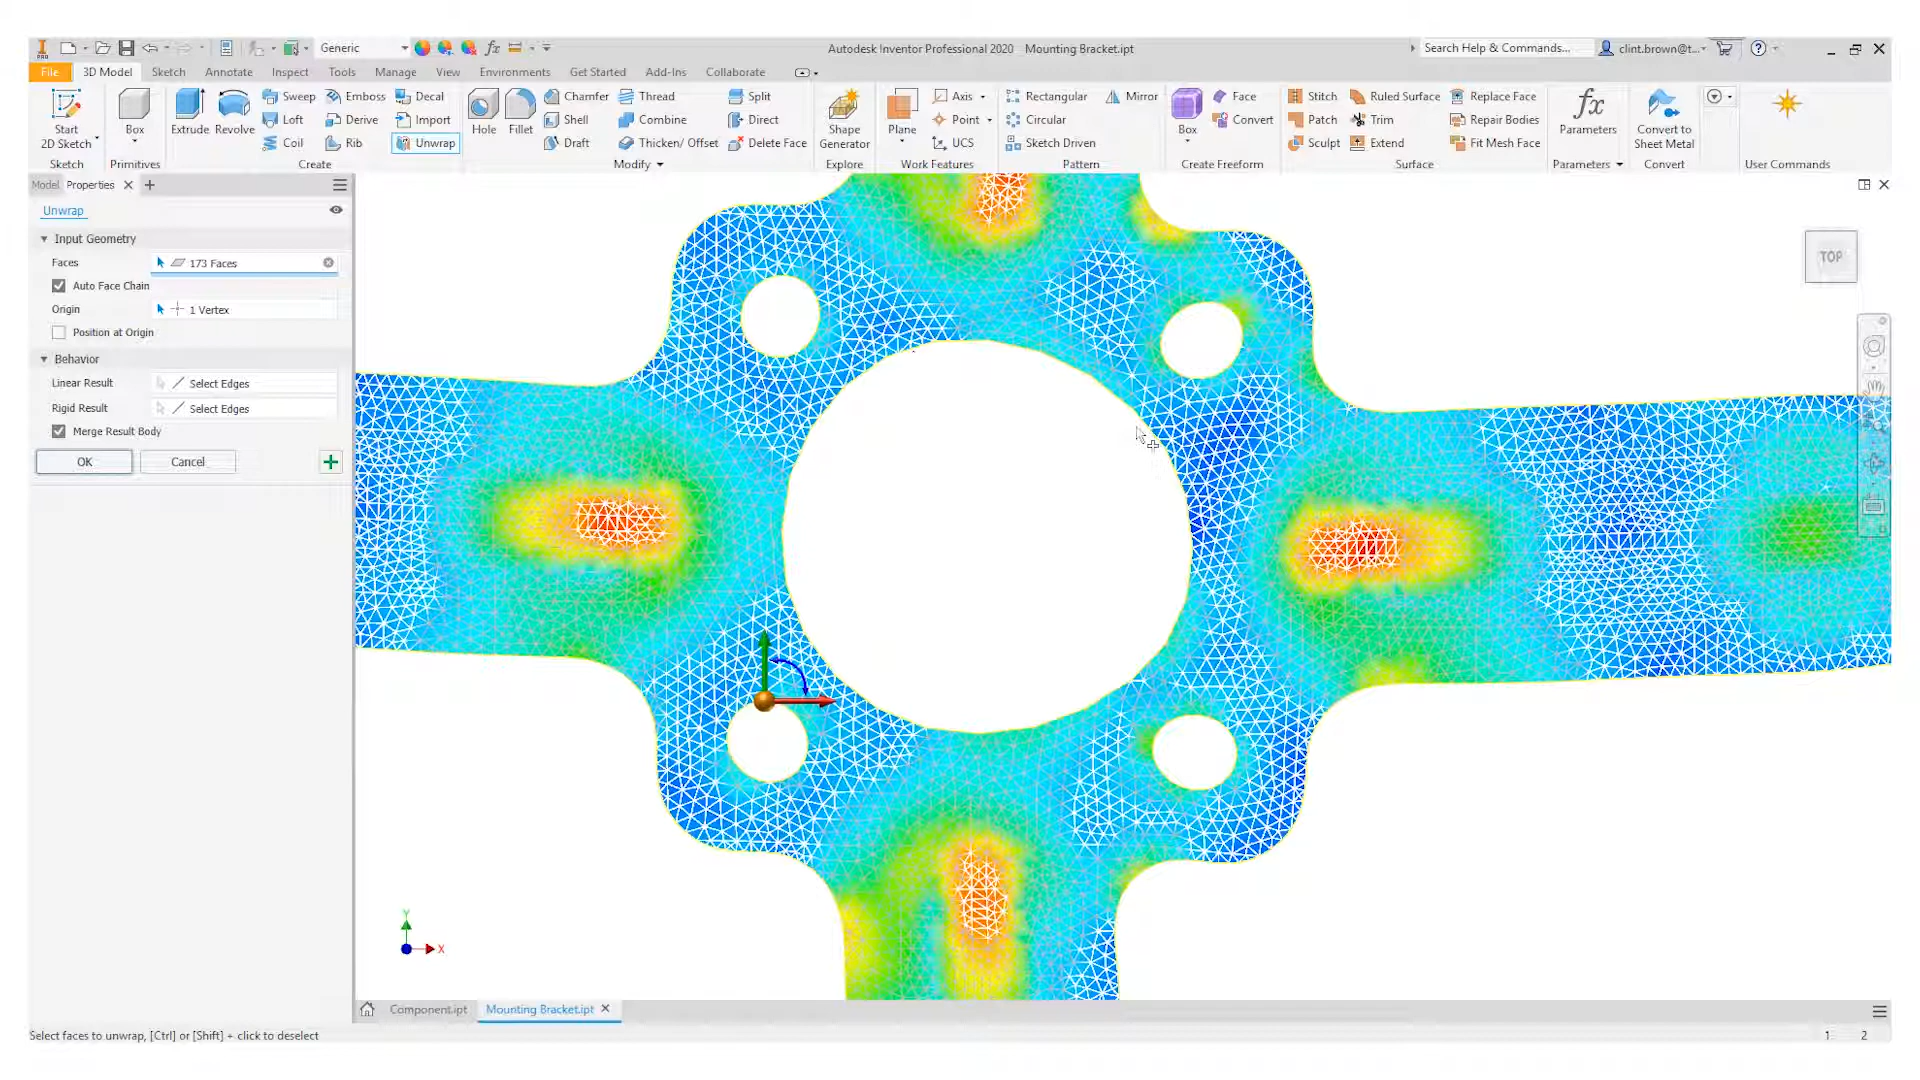 Generic
Autodesk Inventor Professional 2020 Mounting Bracket.ipt
Search Help & Commands...
clint.brown@t...
File 3D Model Sketch Annotate Inspect Tools Manage View Environments Get Started Add-Ins Collaborate
Start
2D Sketch
Sketch
Box
Primitives
Extrude
Revolve
Sweep Emboss Decal
Loft Derive Import
Coil Rib Unwrap
Create
Hole
Fillet
Chamfer Thread Split
Shell Combine Direct
Draft Thicken/ Offset Delete Face
Modify
Shape
Generator
Explore
Plane
Axis
Point
UCS
Work Features
Rectangular Mirror
Circular
Sketch Driven
Pattern
Box
Face
Convert
Create Freeform
Stitch Ruled Surface Replace Face
Patch Trim Repair Bodies
Sculpt Extend Fit Mesh Face
Surface
fx
Parameters
Parameters
Convert to
Sheet Metal
Convert
User Commands
Model Properties
Unwrap
Input Geometry
Faces 173 Faces
Auto Face Chain
Origin 1 Vertex
Position at Origin
Behavior
Linear Result Select Edges
Rigid Result Select Edges
Merge Result Body
OK Cancel
TOP
Y
X
Component.ipt Mounting Bracket.ipt
Select faces to unwrap, [Ctrl] or [Shift] + click to deselect
1 2